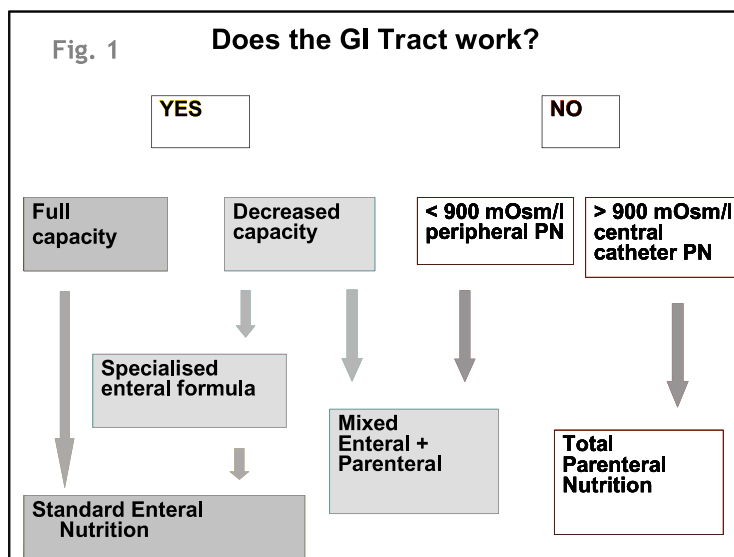 Fig. 1
Does the GI Tract work?
YES
NO
Full
capacity
Decreased
capacity
< 900 mOsm/l
peripheral PN
> 900 mOsm/l
central
catheter PN
Specialised
enteral formula
Mixed
Enteral +
Parenteral
Total
Parenteral
Nutrition
Standard Enteral
Nutrition